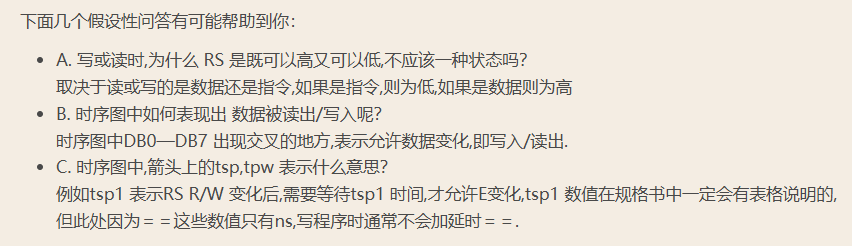 下面几个假设性问答有可能帮助到你：
A. 写或读时,为什么 RS 是既可以高又可以低,不应该一种状态吗?
取决于读或写的是数据还是指令,如果是指令,则为低,如果是数据则为高
B. 时序图中如何表现出 数据被读出/写入呢?
时序图中DB0—DB7 出现交叉的地方,表示允许数据变化,即写入/读出.
C. 时序图中,箭头上的tsp,tpw 表示什么意思?
例如tsp1 表示RS R/W 变化后,需要等待tsp1 时间,才允许E变化,tsp1 数值在规格书中一定会有表格说明的,
但此处因为＝＝这些数值只有ns,写程序时通常不会加延时＝＝.